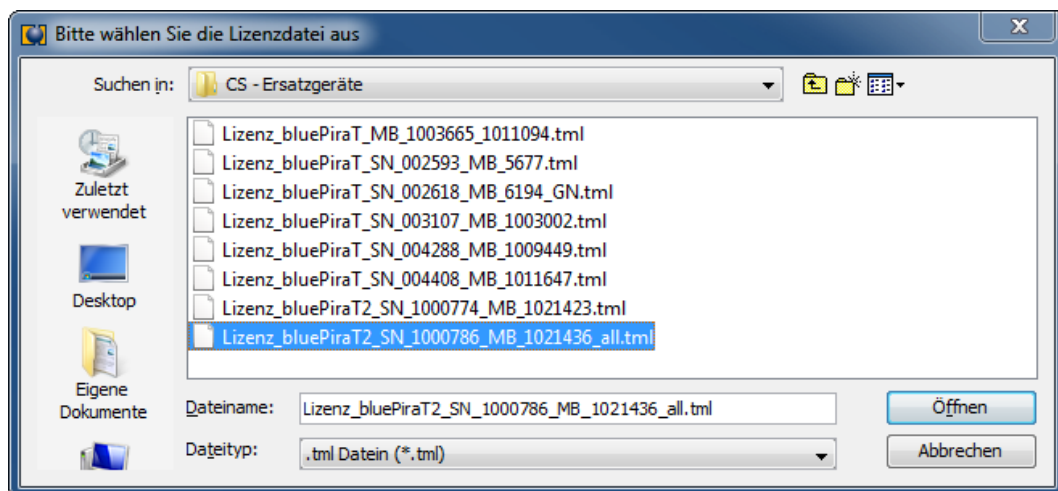 Bitte wählen Sie die Lizenzdatei aus
Suchen in: CS - Ersatzgeräte
Lizenz_bluePiraT_MB_1003665_1011094.tml
Lizenz_bluePiraT_SN_002593_MB_5677.tml
Lizenz_bluePiraT_SN_002618_MB_6194_GN.tml
Lizenz_bluePiraT_SN_003107_MB_1003002.tml
Lizenz_bluePiraT_SN_004288_MB_1009449.tml
Lizenz_bluePiraT_SN_004408_MB_1011647.tml
Lizenz_bluePiraT2_SN_1000774_MB_1021423.tml
Lizenz_bluePiraT2_SN_1000786_MB_1021436_all.tml
Zuletzt
verwendet
Desktop
Eigene
Dokumente
Dateiname: Lizenz_bluePiraT2_SN_1000786_MB_1021436_all.tml Öffnen
Dateityp: .tml Datein (*.tml) Abbrechen